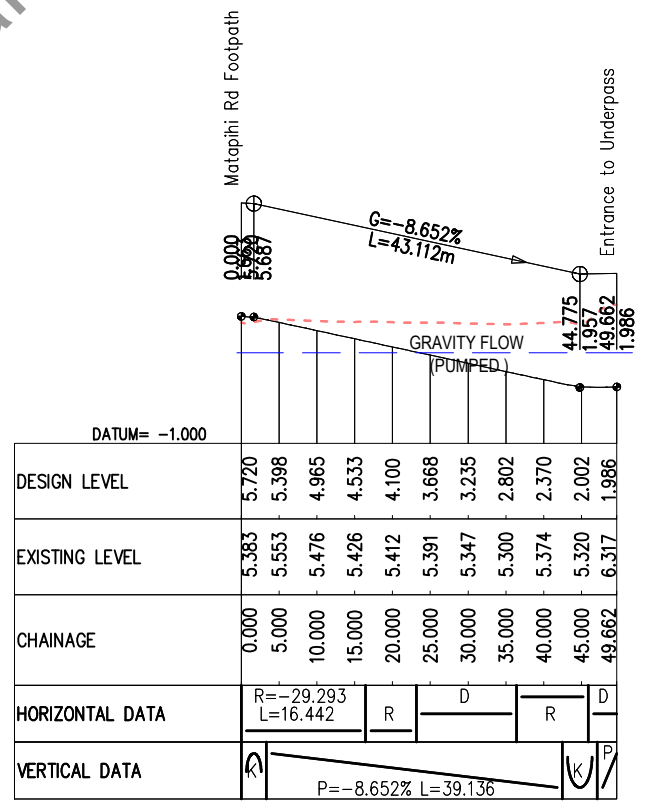 Matapihi Rd Footpath
Entrance to Underpass
G=-8.652%
L=43.112m
0.000
5.687
44.775
1.957
49.662
1.986
GRAVITY FLOW
(PUMPED )
DATUM= -1.000
DESIGN LEVEL 5.720 5.398 4.965 4.533 4.100 3.668 3.235 2.802 2.370 2.002 1.986
EXISTING LEVEL 5.383 5.553 5.476 5.426 5.412 5.391 5.347 5.300 5.374 5.320 6.317
CHAINAGE 0.000 5.000 10.000 15.000 20.000 25.000 30.000 35.000 40.000 45.000 49.662
HORIZONTAL DATA R=-29.293 L=16.442 R D R D
VERTICAL DATA K P=-8.652% L=39.136 K P